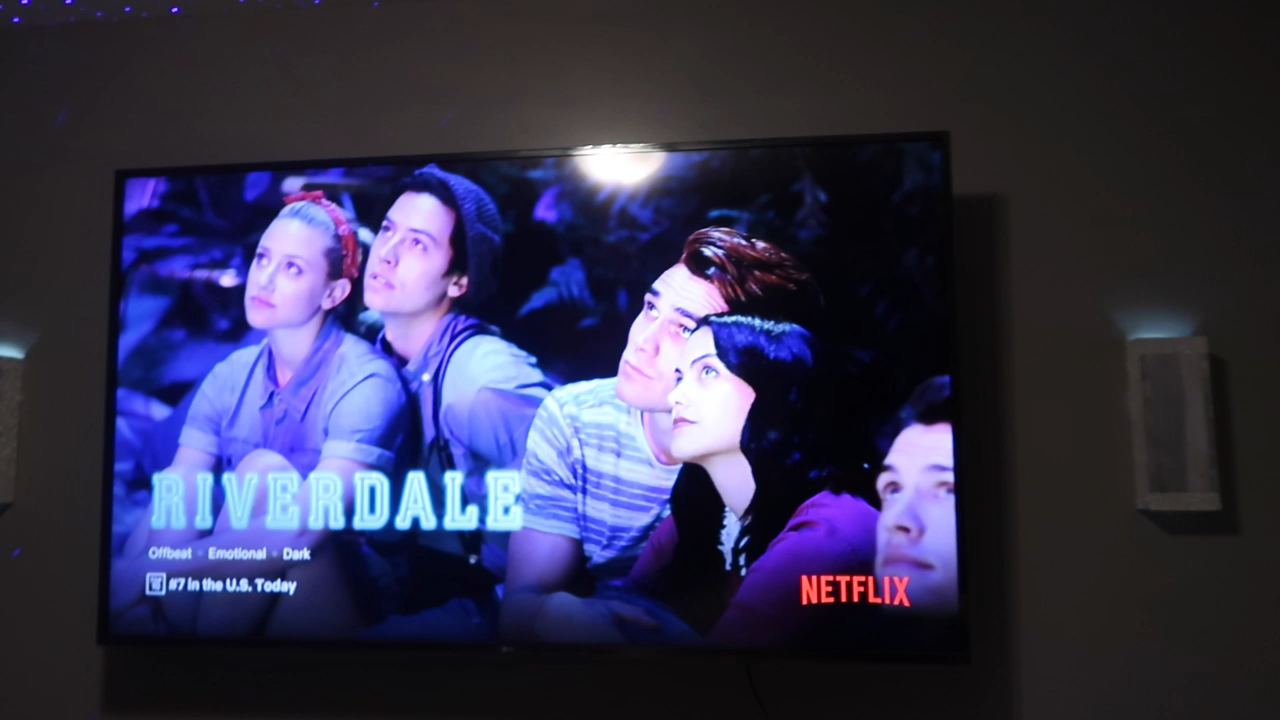 RIVERDALE
Offbeat • Emotional • Dark
#7 in the U.S. Today
NETFLIX